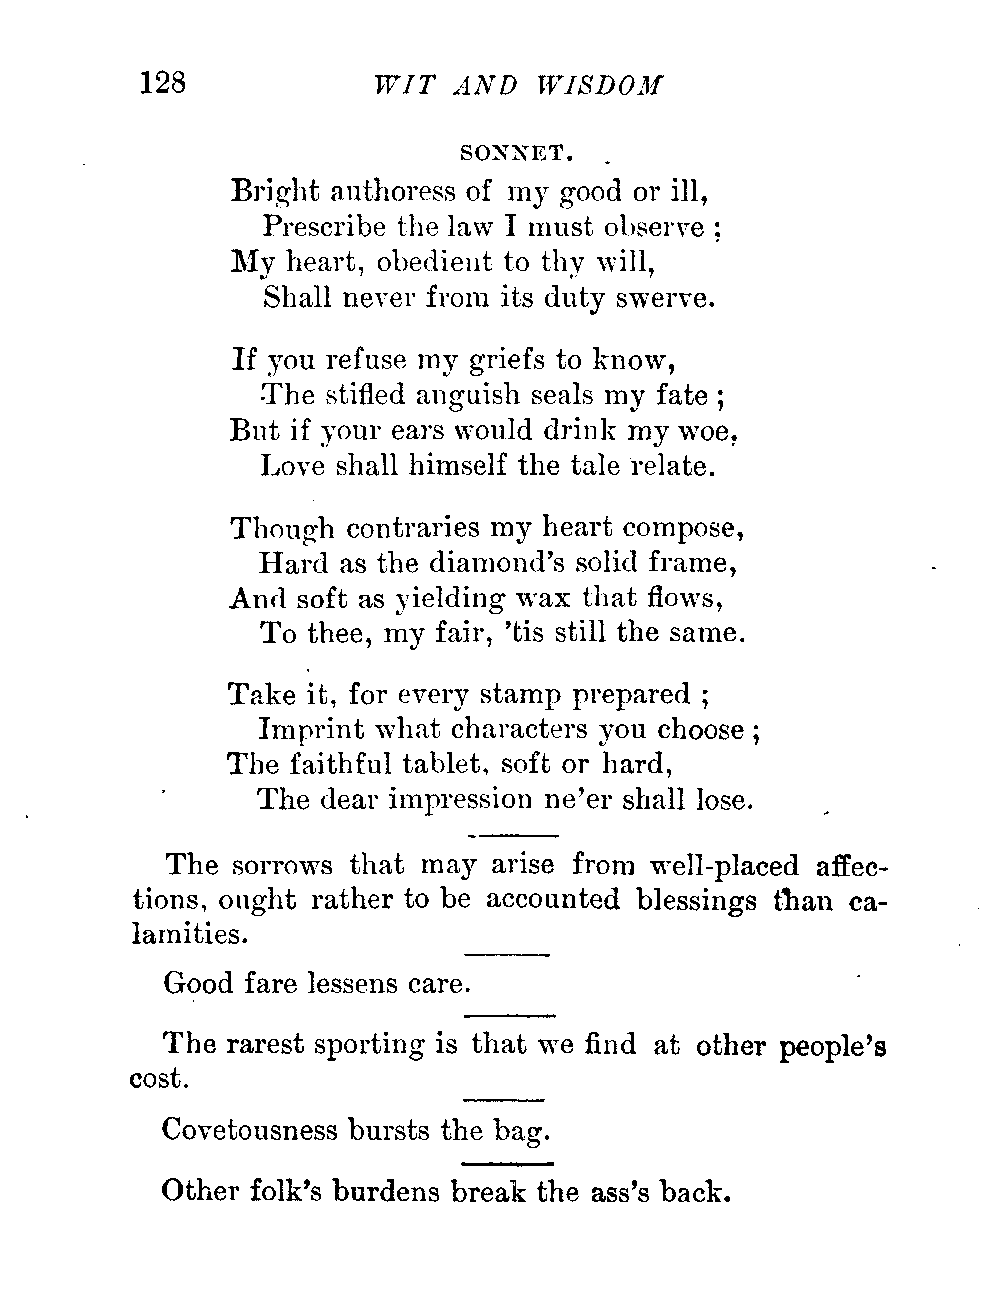 128 WIT AND WISDOM
SONNET.
Bright authoress of my good or ill,
Prescribe the law I must observe ;
My heart, obedient to thy will,
Shall never from its duty swerve.
If you refuse my griefs to know,
The stifled anguish seals my fate ;
But if your ears would drink my woe,
Love shall himself the tale relate.
Though contraries my heart compose,
Hard as the diamond's solid frame,
And soft as yielding wax that flows,
To thee, my fair, 'tis still the same.
Take it, for every stamp prepared ;
Imprint what characters you choose ;
The faithful tablet, soft or hard,
The dear impression ne'er shall lose.
The sorrows that may arise from well-placed affec-
tions, ought rather to be accounted blessings than ca-
lamities.
Good fare lessens care.
The rarest sporting is that we find at other people's
cost.
Covetousness bursts the bag.
Other folk's burdens break the ass's back.